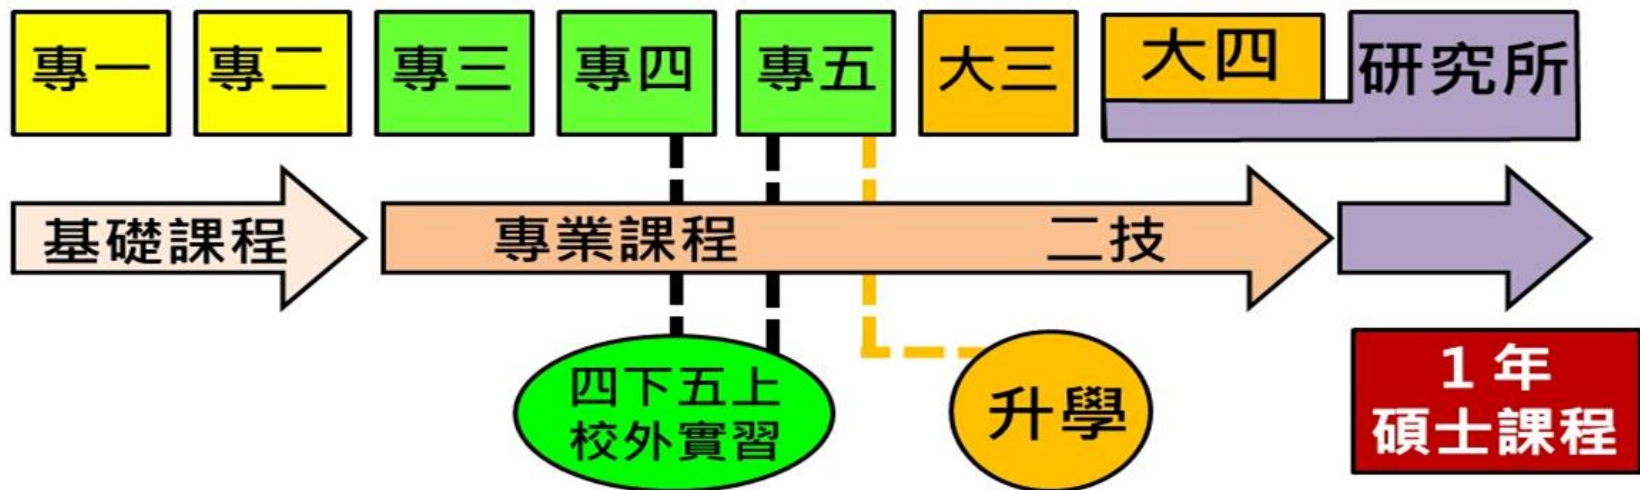 專一
專二
專三
專四
專五
大三
大四
研究所
基礎課程
專業課程
二技
四下五上
校外實習
升學
1 年
碩士課程